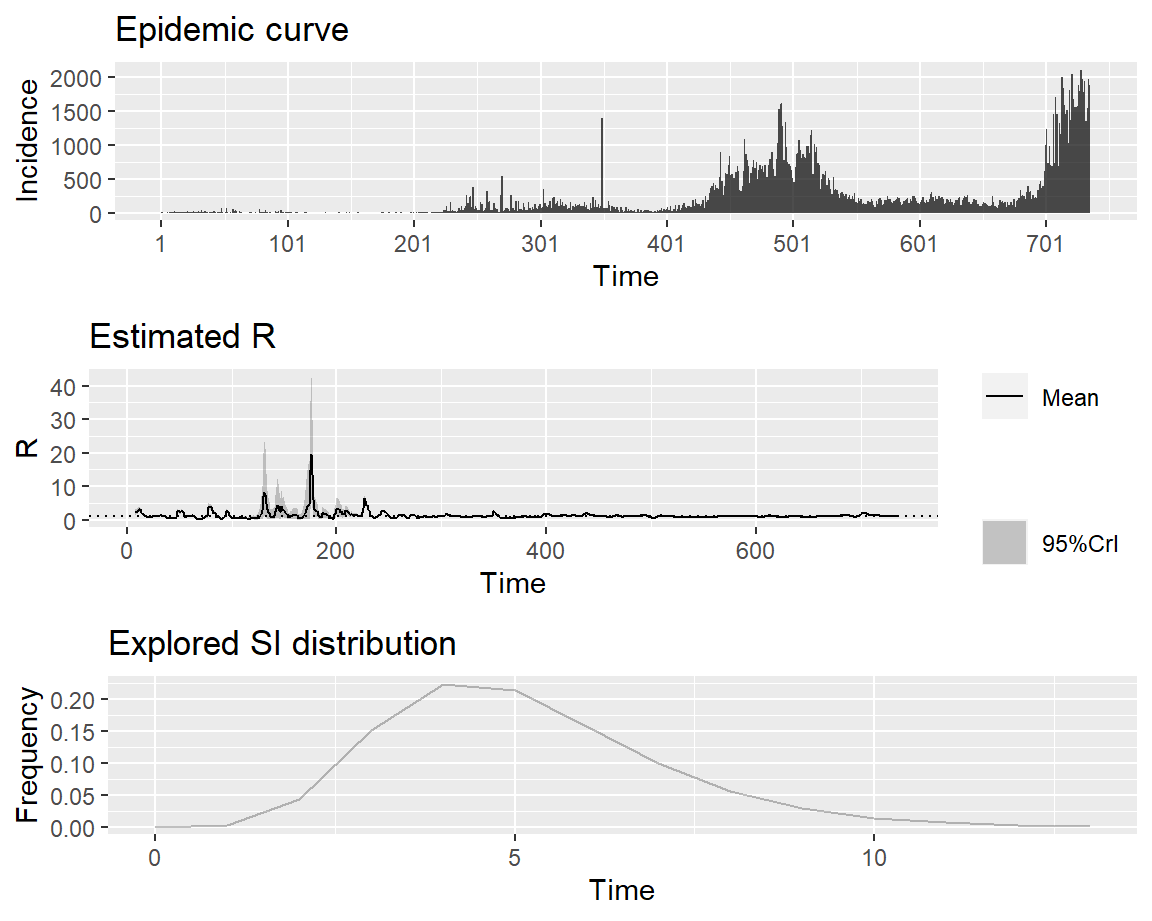 Epidemic curve
Incidence
2000
1500
1000
500
0
1 101 201 301 401 501 601 701
Time
Estimated R
R
40
30
20
10
0
0 200 400 600
Time
Mean
95%CrI
Explored SI distribution
Frequency
0.20
0.15
0.10
0.05
0.00
0 5 10
Time